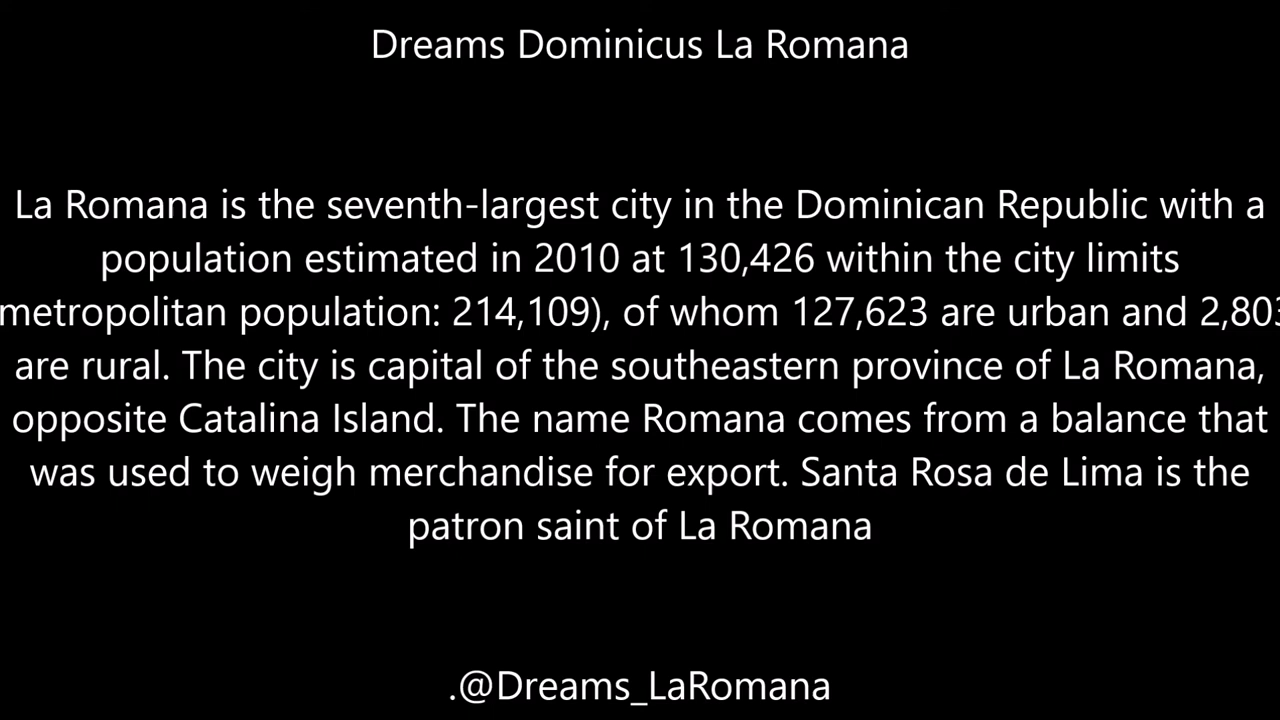 Dreams Dominicus La Romana
La Romana is the seventh-largest city in the Dominican Republic with a
population estimated in 2010 at 130,426 within the city limits
metropolitan population: 214,109), of whom 127,623 are urban and 2,803
are rural. The city is capital of the southeastern province of La Romana,
opposite Catalina Island. The name Romana comes from a balance that
was used to weigh merchandise for export. Santa Rosa de Lima is the
patron saint of La Romana
.@Dreams_LaRomana